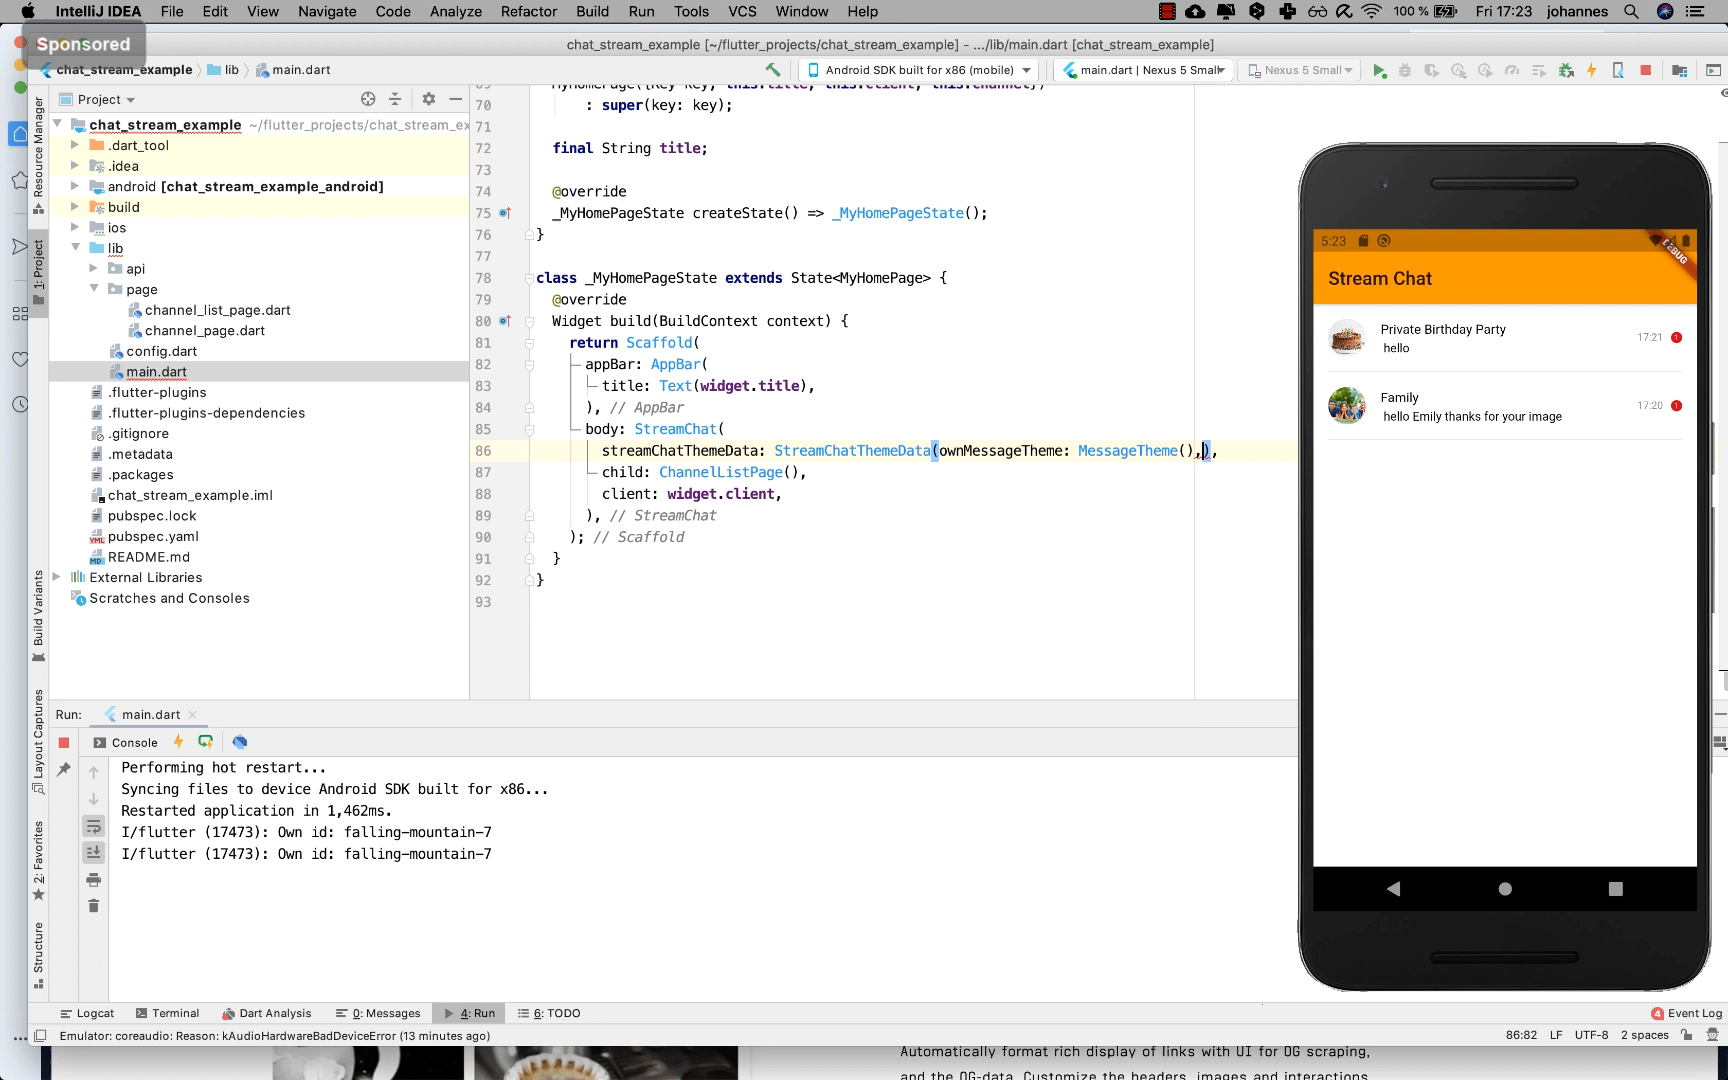 IntelliJ IDEA File Edit View Navigate Code Analyze Refactor Build Run Tools VCS Window Help 100 % Fri 17:23 johannes
Sponsored
chat_stream_example [~/flutter_projects/chat_stream_example] - .../lib/main.dart [chat_stream_example]
chat_stream_example lib main.dart
Android SDK built for x86 (mobile) main.dart | Nexus 5 Small Nexus 5 Small
Project
Resource Manager
1: Project
Build Variants
Layout Captures
2: Favorites
Structure
chat_stream_example ~/flutter_projects/chat_stream_ex
.dart_tool
.idea
android [chat_stream_example_android]
build
ios
lib
api
page
channel_list_page.dart
channel_page.dart
config.dart
main.dart
.flutter-plugins
.flutter-plugins-dependencies
.gitignore
.metadata
.packages
chat_stream_example.iml
pubspec.lock
pubspec.yaml
README.md
External Libraries
Scratches and Consoles
70 : super(key: key);
71
72 final String title;
73
74 @override
75 _MyHomePageState createState() => _MyHomePageState();
76 }
77
78 class _MyHomePageState extends State<MyHomePage> {
79 @override
80 Widget build(BuildContext context) {
81 return Scaffold(
82 appBar: AppBar(
83 title: Text(widget.title),
84 ), // AppBar
85 body: StreamChat(
86 streamChatThemeData: StreamChatThemeData(ownMessageTheme: MessageTheme(),),
87 child: ChannelListPage(),
88 client: widget.client,
89 ), // StreamChat
90 ); // Scaffold
91 }
92 }
93
5:23
DEBUG
Stream Chat
Private Birthday Party
hello
17:21 1
Family
hello Emily thanks for your image
17:20 1
Run: main.dart
Console
Performing hot restart...
Syncing files to device Android SDK built for x86...
Restarted application in 1,462ms.
I/flutter (17473): Own id: falling-mountain-7
I/flutter (17473): Own id: falling-mountain-7
Logcat Terminal Dart Analysis 0: Messages 4: Run 6: TODO 4 Event Log
Emulator: coreaudio: Reason: kAudioHardwareBadDeviceError (13 minutes ago) 86:82 LF UTF-8 2 spaces
Automatically format rich display of links with UI for OG scraping,
and the OG-data. Customize the headers, images and interactions